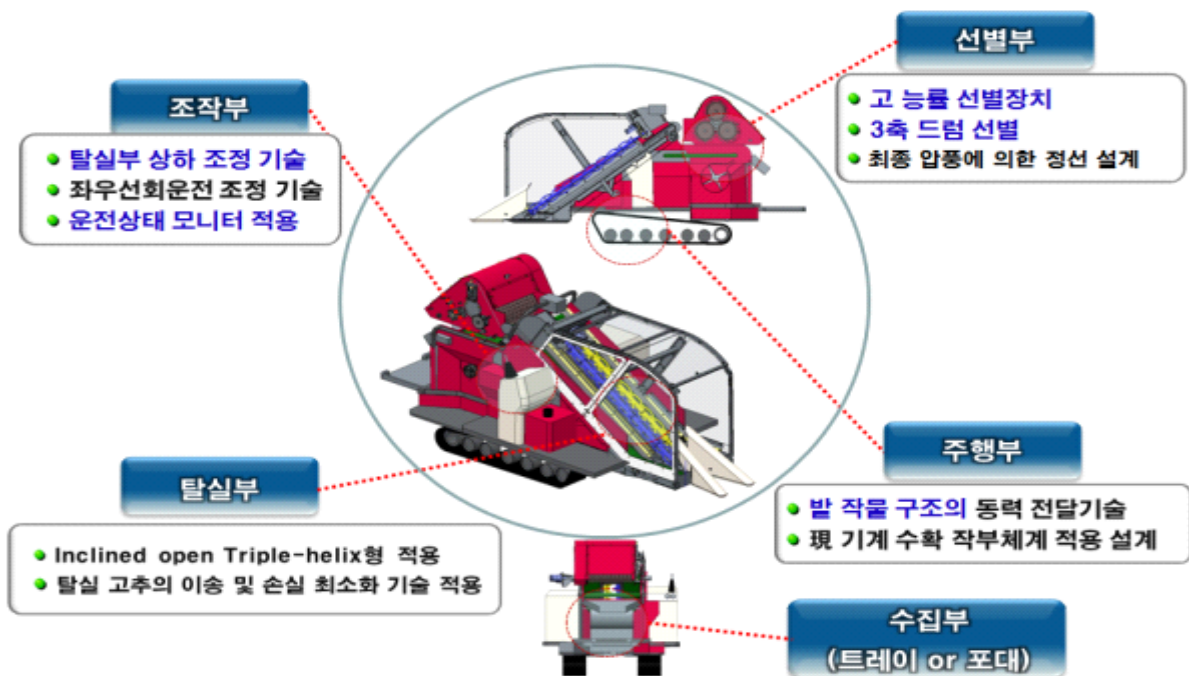 선별부
고 능률 선별장치
3축 드럼 선별
최종 압풍에 의한 정선 설계
조작부
탈실부 상하 조정 기술
좌우선회운전 조정 기술
운전상태 모니터 적용
탈실부
Inclined open Triple-helix형 적용
탈실 고추의 이송 및 손실 최소화 기술 적용
주행부
밭 작물 구조의 동력 전달기술
現 기계 수확 작부체계 적용 설계
수집부
(트레이 or 포대)